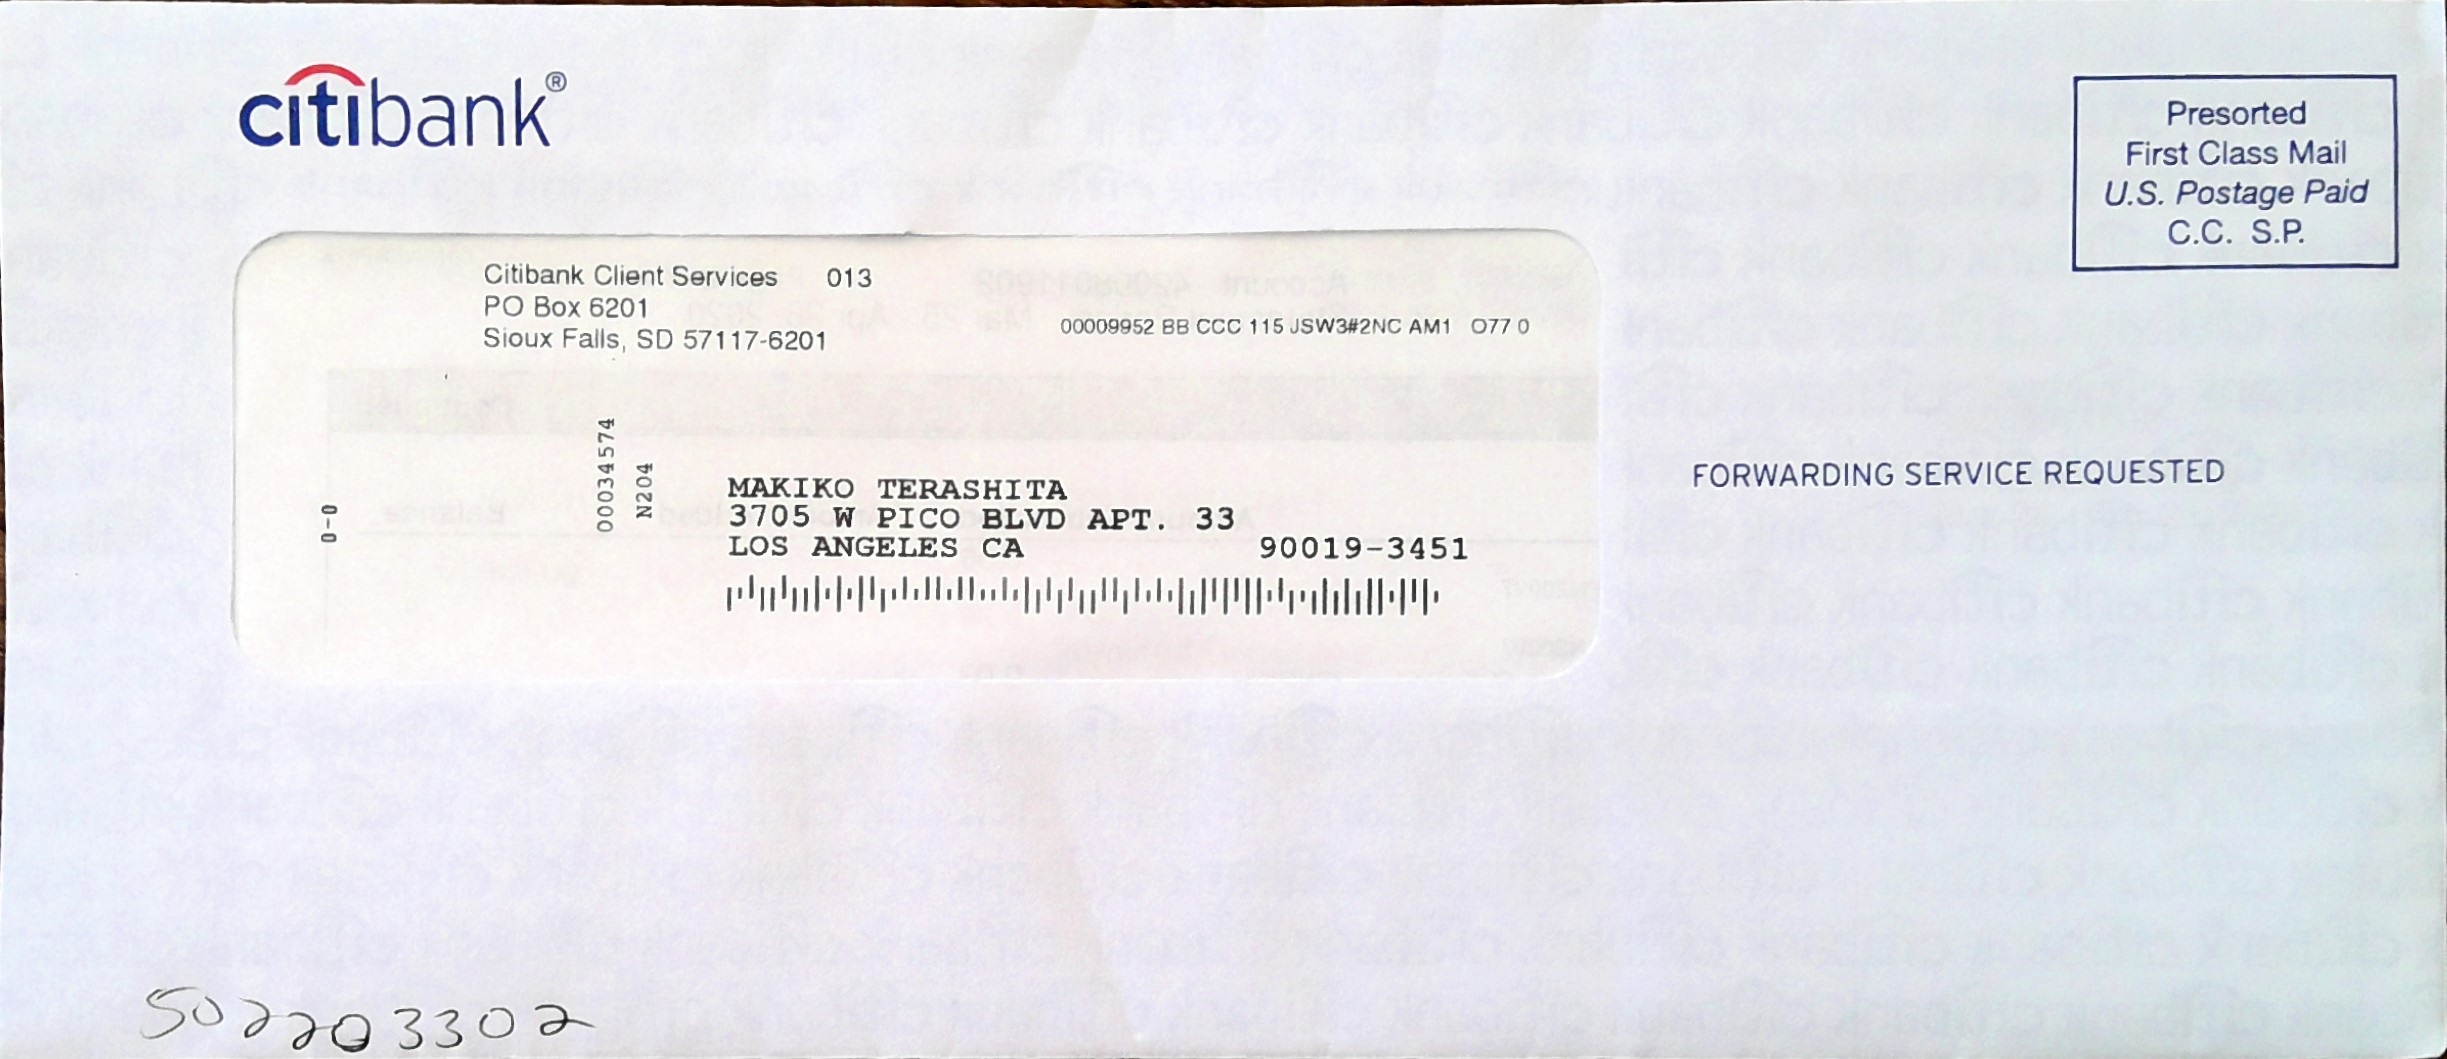 citibank®
Presorted
First Class Mail
U.S. Postage Paid
C.C. S.P.
Citibank Client Services 013
PO Box 6201
Sioux Falls, SD 57117-6201
00009952 BB CCC 115 JSW3#2NC AM1 O77 0
0-0
00034574
N204
MAKIKO TERASHITA
3705 W PICO BLVD APT. 33
LOS ANGELES CA 90019-3451
FORWARDING SERVICE REQUESTED
502203302